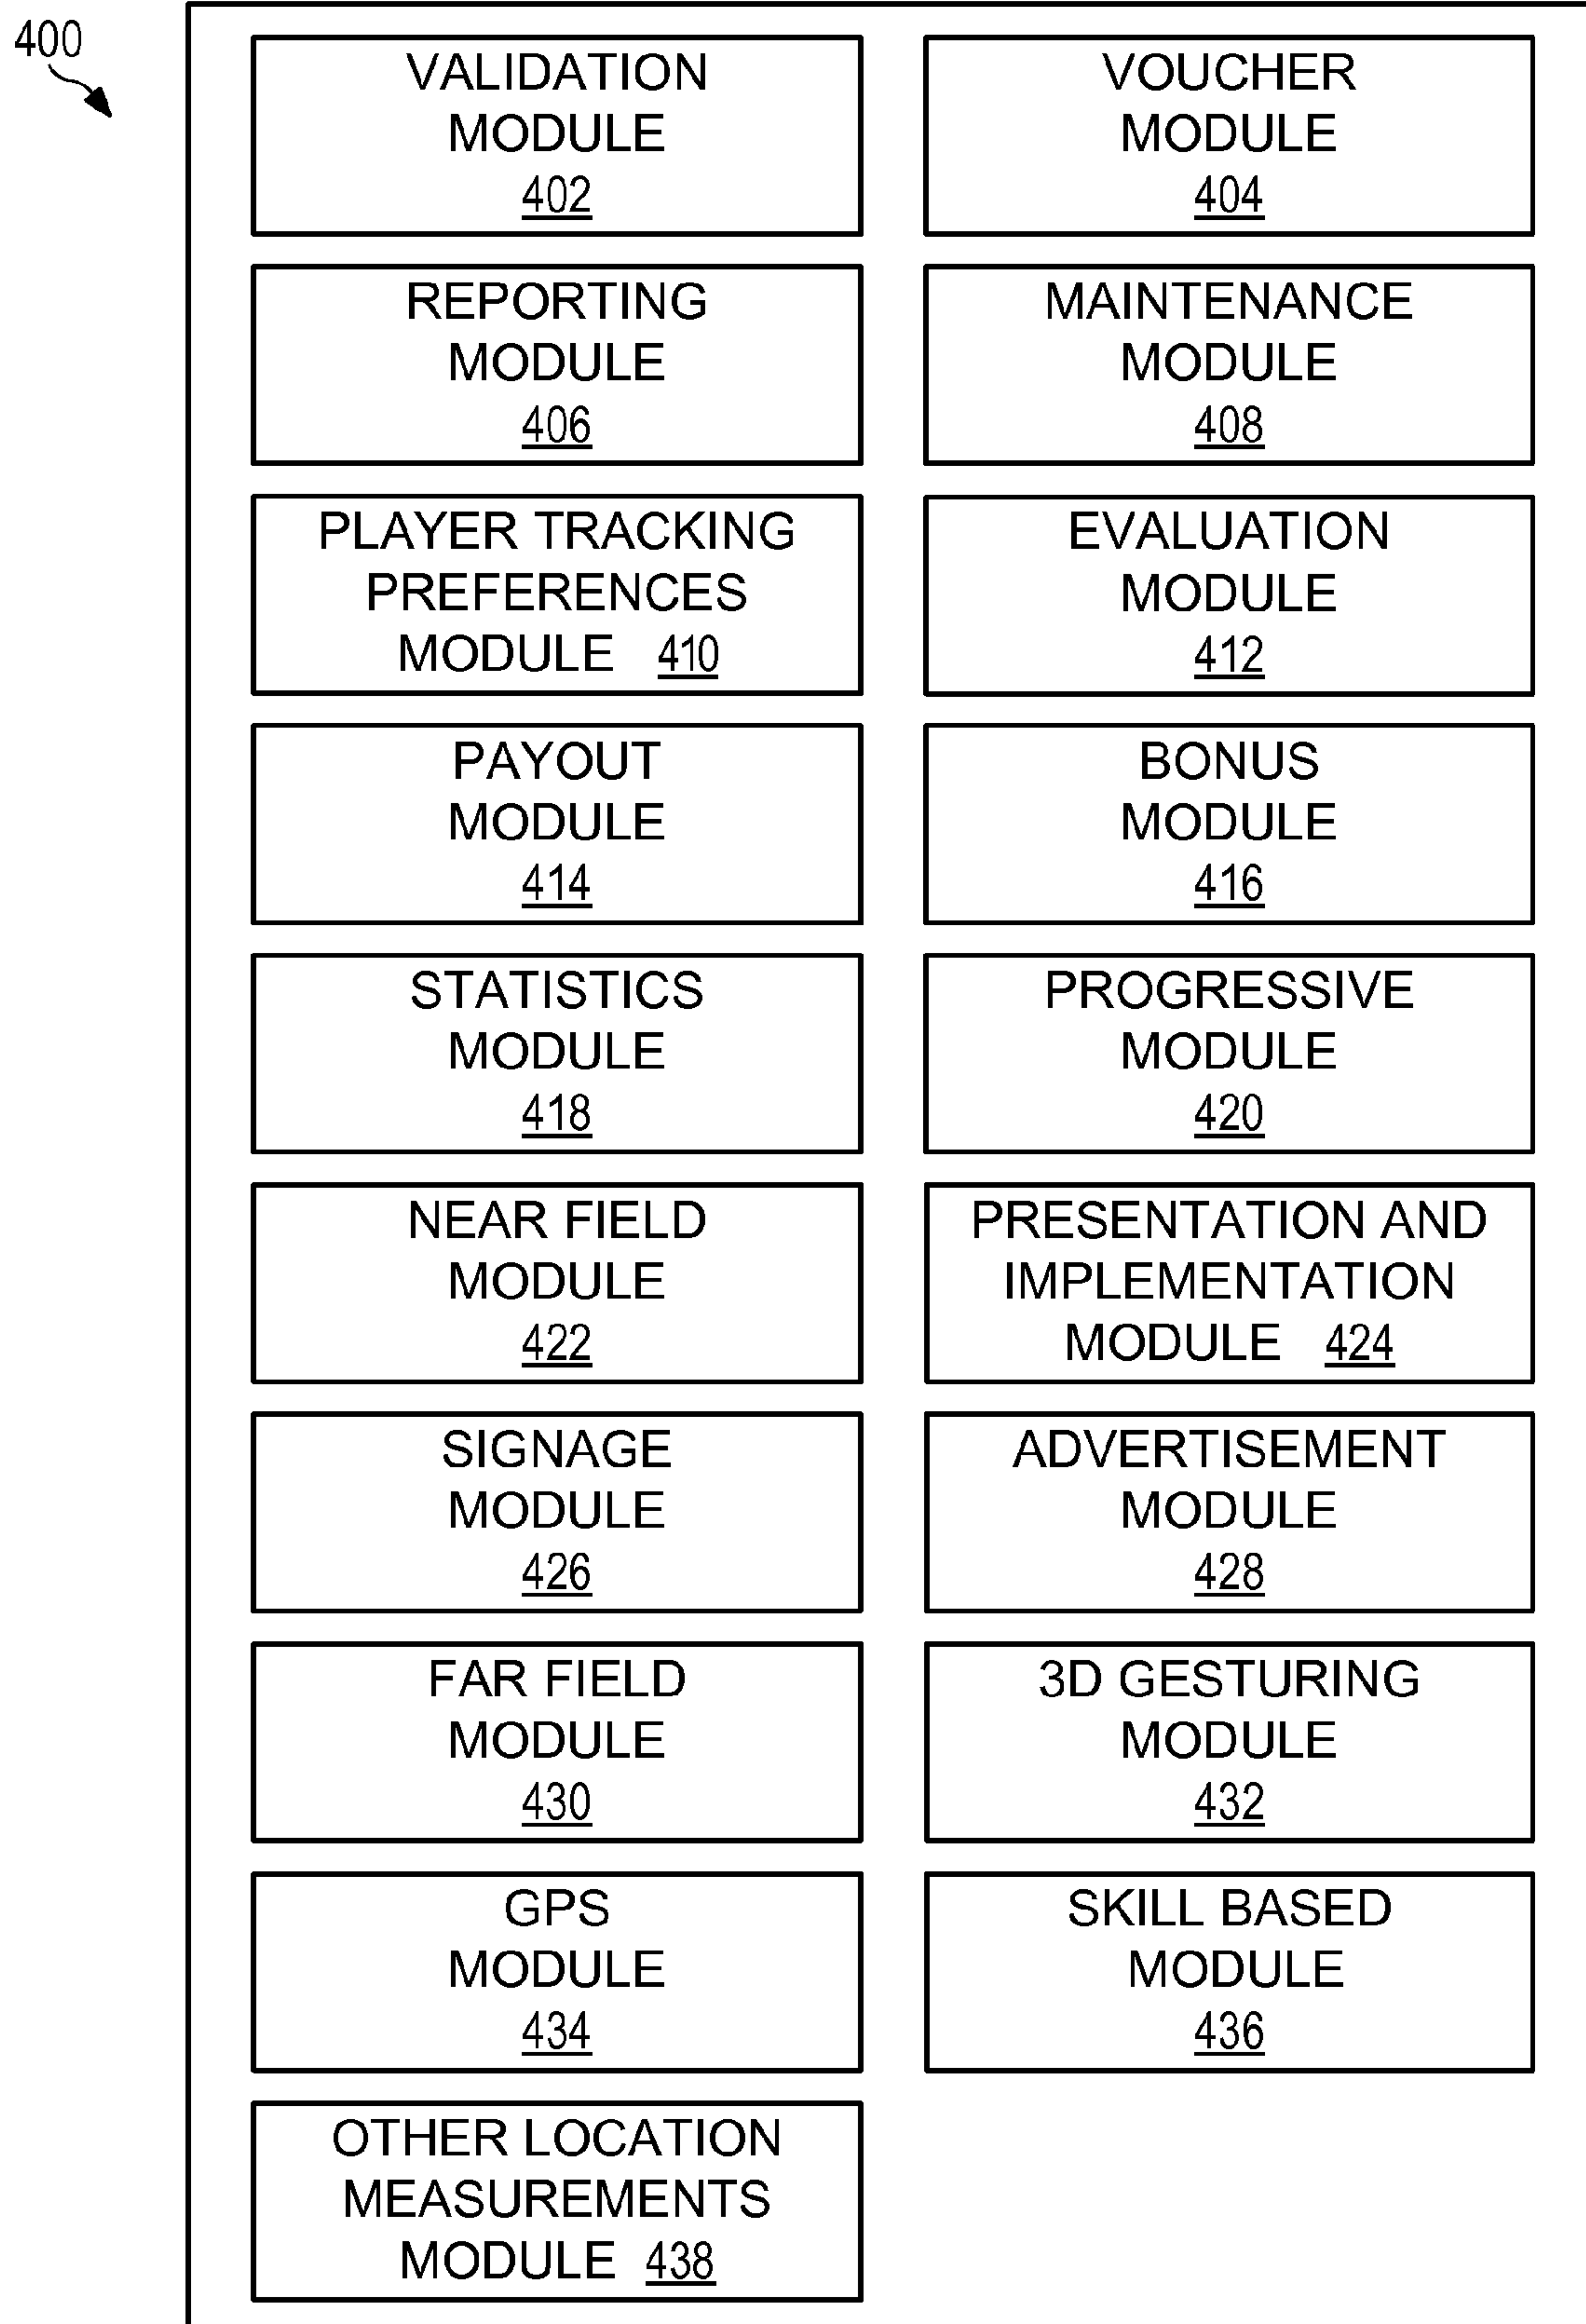 400
VALIDATION
MODULE
402
VOUCHER
MODULE
404
REPORTING
MODULE
406
MAINTENANCE
MODULE
408
PLAYER TRACKING
PREFERENCES
MODULE 410
EVALUATION
MODULE
412
PAYOUT
MODULE
414
BONUS
MODULE
416
STATISTICS
MODULE
418
PROGRESSIVE
MODULE
420
NEAR FIELD
MODULE
422
PRESENTATION AND
IMPLEMENTATION
MODULE 424
SIGNAGE
MODULE
426
ADVERTISEMENT
MODULE
428
FAR FIELD
MODULE
430
3D GESTURING
MODULE
432
GPS
MODULE
434
SKILL BASED
MODULE
436
OTHER LOCATION
MEASUREMENTS
MODULE 438